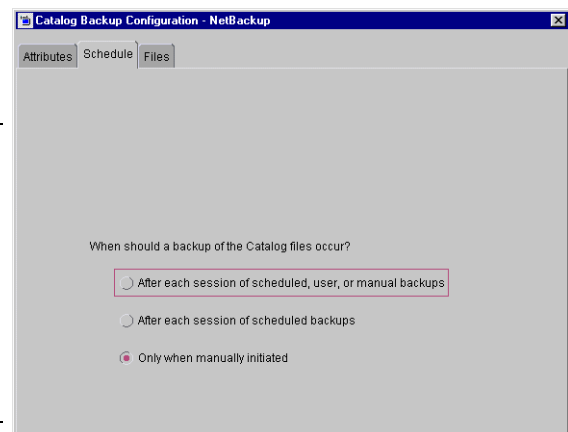 Catalog Backup Configuration - NetBackup
Attributes Schedule Files
When should a backup of the Catalog files occur?
After each session of scheduled, user, or manual backups
After each session of scheduled backups
Only when manually initiated